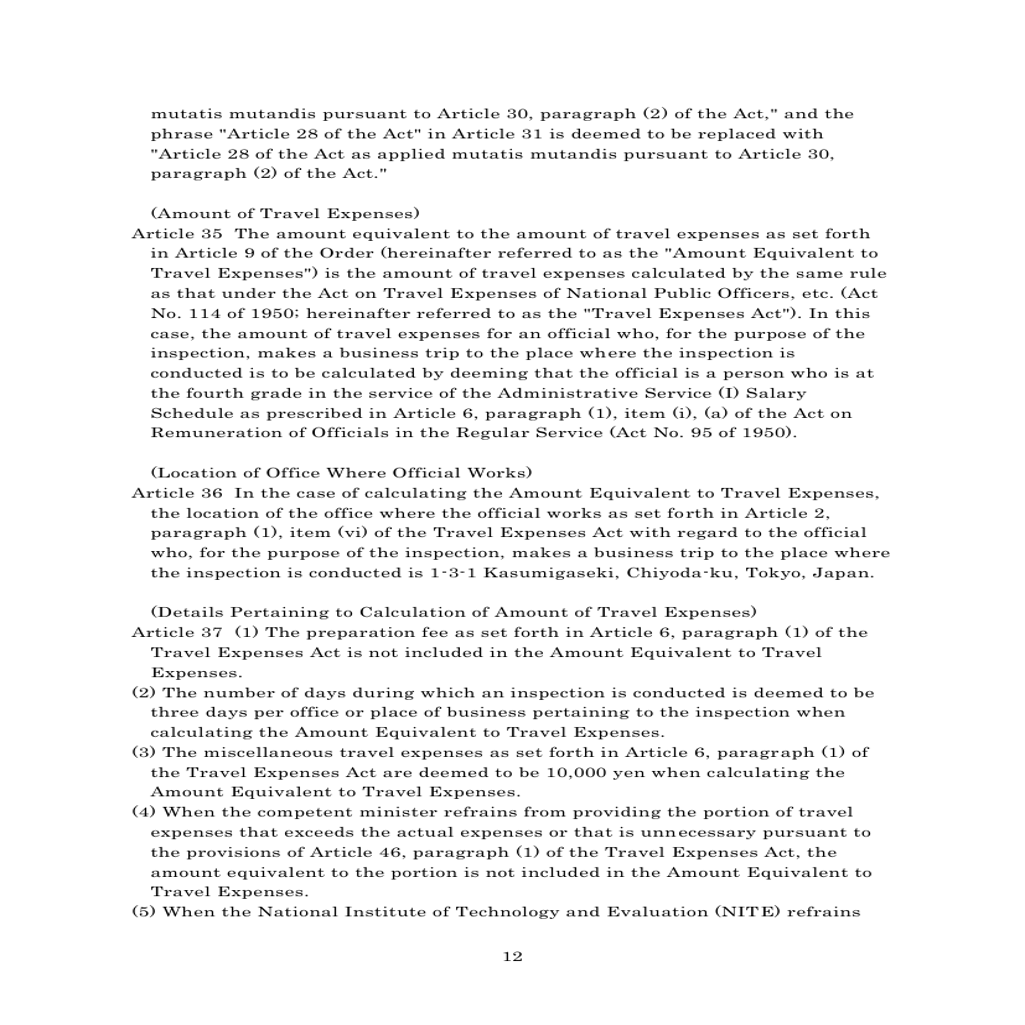 mutatis mutandis pursuant to Article 30, paragraph (2) of the Act," and the
phrase "Article 28 of the Act" in Article 31 is deemed to be replaced with
"Article 28 of the Act as applied mutatis mutandis pursuant to Article 30,
paragraph (2) of the Act."
(Amount of Travel Expenses)
Article 35 The amount equivalent to the amount of travel expenses as set forth
in Article 9 of the Order (hereinafter referred to as the "Amount Equivalent to
Travel Expenses") is the amount of travel expenses calculated by the same rule
as that under the Act on Travel Expenses of National Public Officers, etc. (Act
No. 114 of 1950; hereinafter referred to as the "Travel Expenses Act"). In this
case, the amount of travel expenses for an official who, for the purpose of the
inspection, makes a business trip to the place where the inspection is
conducted is to be calculated by deeming that the official is a person who is at
the fourth grade in the service of the Administrative Service (I) Salary
Schedule as prescribed in Article 6, paragraph (1), item (i), (a) of the Act on
Remuneration of Officials in the Regular Service (Act No. 95 of 1950).
(Location of Office Where Official Works)
Article 36 In the case of calculating the Amount Equivalent to Travel Expenses,
the location of the office where the official works as set forth in Article 2,
paragraph (1), item (vi) of the Travel Expenses Act with regard to the official
who, for the purpose of the inspection, makes a business trip to the place where
the inspection is conducted is 1-3-1 Kasumigaseki, Chiyoda-ku, Tokyo, Japan.
(Details Pertaining to Calculation of Amount of Travel Expenses)
Article 37 (1) The preparation fee as set forth in Article 6, paragraph (1) of the
Travel Expenses Act is not included in the Amount Equivalent to Travel
Expenses.
(2) The number of days during which an inspection is conducted is deemed to be
three days per office or place of business pertaining to the inspection when
calculating the Amount Equivalent to Travel Expenses.
(3) The miscellaneous travel expenses as set forth in Article 6, paragraph (1) of
the Travel Expenses Act are deemed to be 10,000 yen when calculating the
Amount Equivalent to Travel Expenses.
(4) When the competent minister refrains from providing the portion of travel
expenses that exceeds the actual expenses or that is unnecessary pursuant to
the provisions of Article 46, paragraph (1) of the Travel Expenses Act, the
amount equivalent to the portion is not included in the Amount Equivalent to
Travel Expenses.
(5) When the National Institute of Technology and Evaluation (NITE) refrains
12